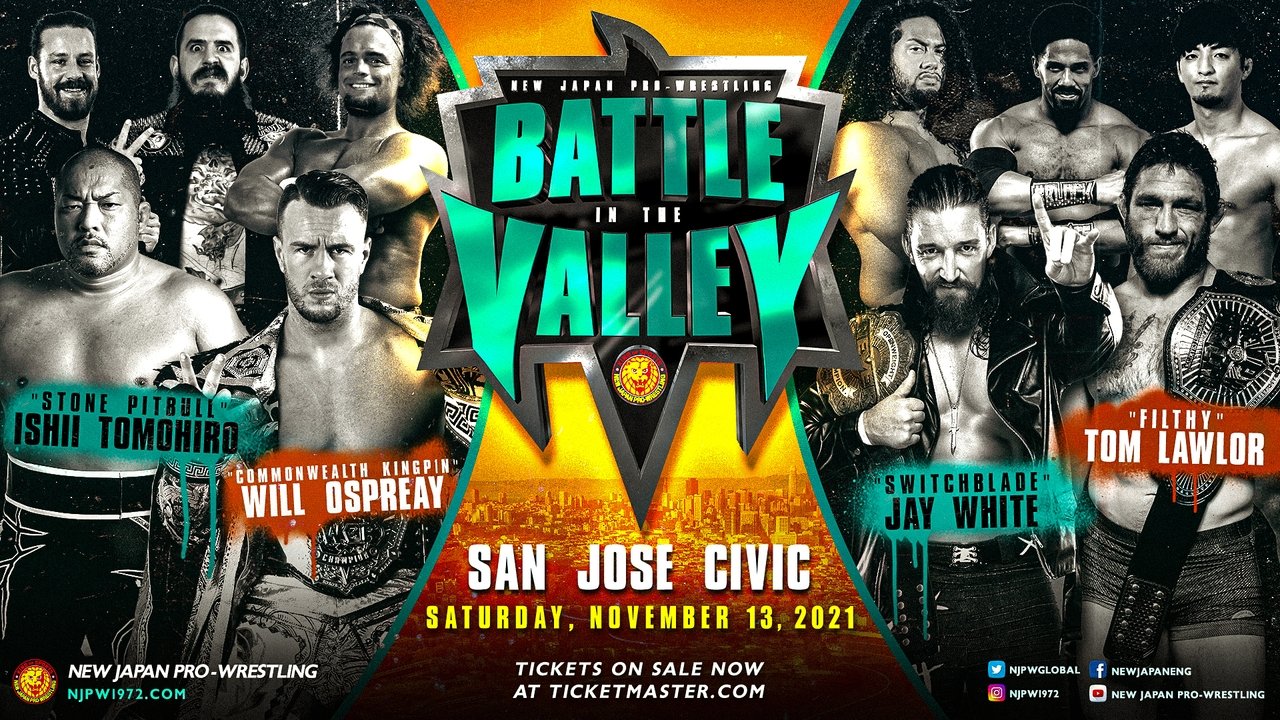 NEW JAPAN PRO-WRESTLING
BATTLE
IN THE
VALLEY
"STONE PITBULL"
ISHII TOMOHIRO
"COMMONWEALTH KINGPIN"
WILL OSPREAY
"SWITCHBLADE"
JAY WHITE
"FILTHY"
TOM LAWLOR
CHAMPION
SAN JOSE CIVIC
SATURDAY, NOVEMBER 13, 2021
TICKETS ON SALE NOW
AT TICKETMASTER.COM
NEW JAPAN PRO-WRESTLING
NJPW1972.COM
NJPWGLOBAL
NEWJAPANENG
NJPW1972
NEW JAPAN PRO-WRESTLING